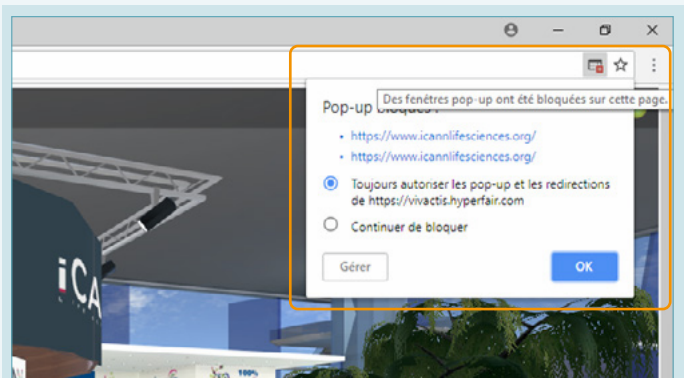 Des fenêtres pop-up ont été bloquées sur cette page.
Pop-up bloqués :
• https://www.icannlifesciences.org/
• https://www.icannlifesciences.org/
Toujours autoriser les pop-up et les redirections
de https://vivactis.hyperfair.com
Continuer de bloquer
Gérer
OK
iCA
100%